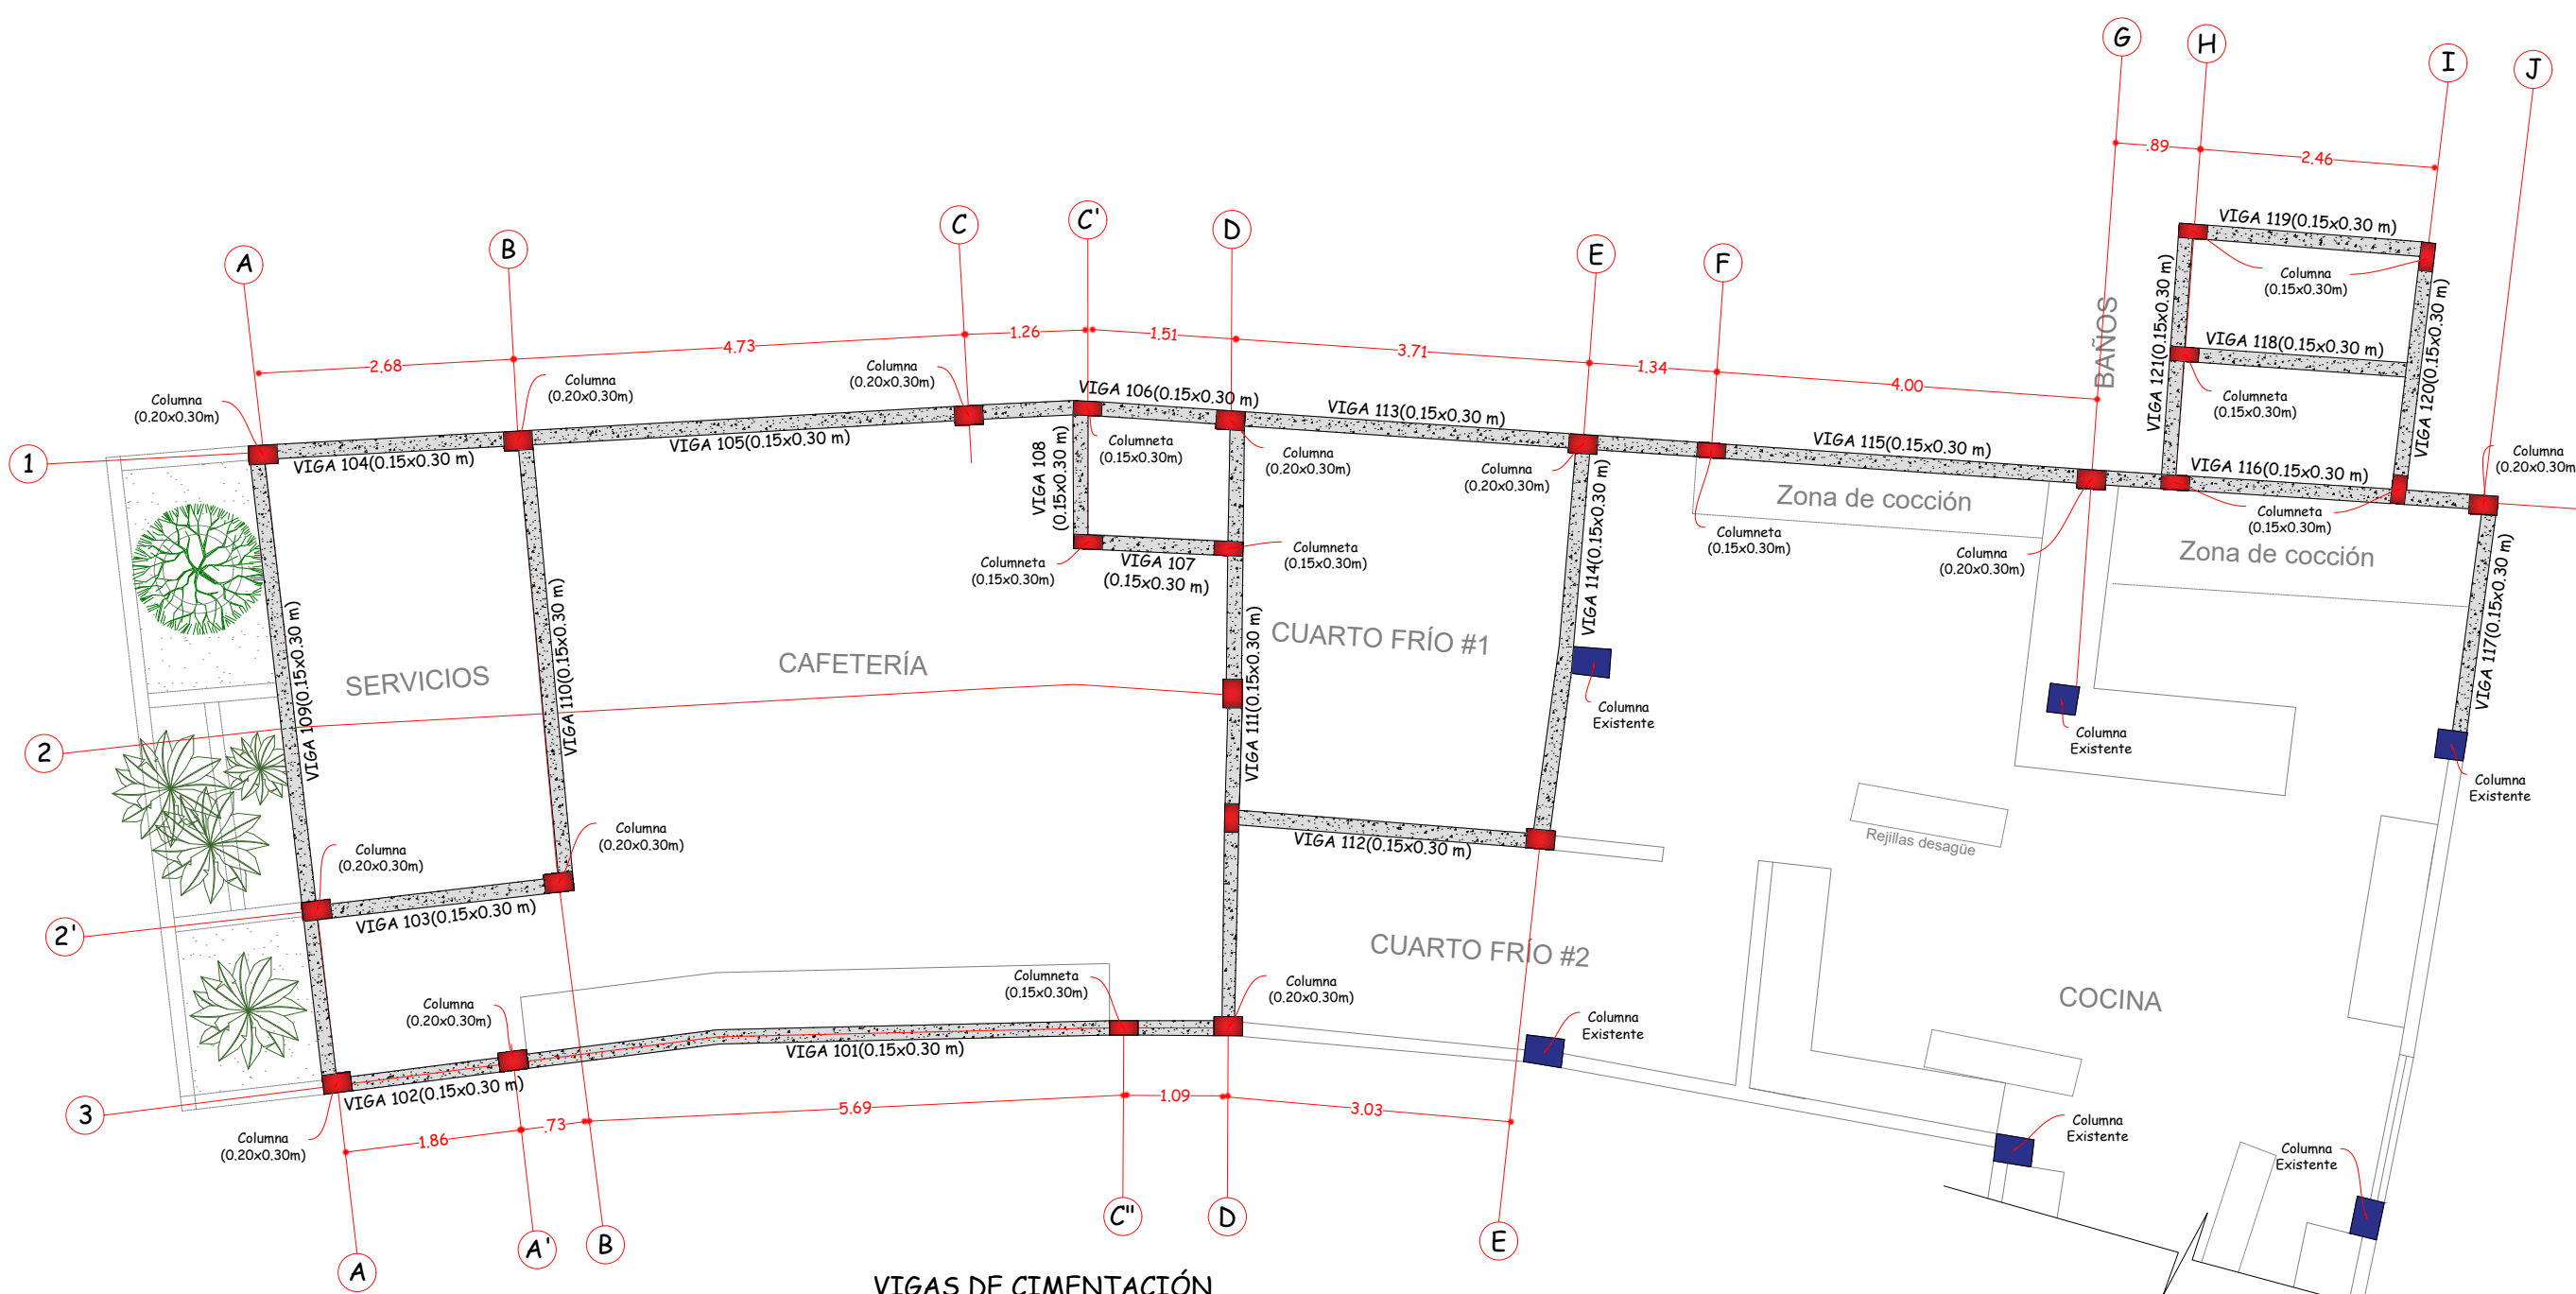 G
H
I
J
.89
2.46
A
B
C
C'
D
E
F
2.68
4.73
1.26
1.51
3.71
1.34
4.00
BAÑOS
VIGA 119(0.15x0.30 m)
Columna
(0.15x0.30m)
VIGA 121(0.15x0.30 m)
VIGA 118(0.15x0.30 m)
VIGA 120(0.15x0.30 m)
Columneta
(0.15x0.30m)
Columna
(0.20x0.30m)
Columna
(0.20x0.30m)
Columna
(0.20x0.30m)
VIGA 106(0.15x0.30 m)
VIGA 113(0.15x0.30 m)
VIGA 115(0.15x0.30 m)
VIGA 116(0.15x0.30 m)
Columna
(0.20x0.30m
1
VIGA 104(0.15x0.30 m)
VIGA 105(0.15x0.30 m)
VIGA 108
(0.15x0.30 m)
Columneta
(0.15x0.30m)
Columna
(0.20x0.30m)
Columna
(0.20x0.30m)
VIGA 114(0.15x0.30 m)
Zona de cocción
Columneta
(0.15x0.30m)
Columneta
(0.15x0.30m)
Columna
(0.20x0.30m)
Zona de cocción
Columneta
(0.15x0.30m)
VIGA 107
(0.15x0.30 m)
Columneta
(0.15x0.30m)
VIGA 117(0.15x0.30 m)
VIGA 109(0.15x0.30 m)
SERVICIOS
VIGA 110(0.15x0.30 m)
CAFETERÍA
VIGA 111(0.15x0.30 m)
CUARTO FRÍO #1
Columna
Existente
Columna
Existente
Columna
Existente
2
Columna
(0.20x0.30m)
Columna
(0.20x0.30m)
VIGA 112(0.15x0.30 m)
Rejillas desagüe
2'
VIGA 103(0.15x0.30 m)
CUARTO FRÍO #2
COCINA
Columna
(0.20x0.30m)
Columneta
(0.15x0.30m)
Columna
(0.20x0.30m)
Columna
Existente
VIGA 101(0.15x0.30 m)
VIGA 102(0.15x0.30 m)
3
Columna
(0.20x0.30m)
1.86
.73
5.69
1.09
3.03
Columna
Existente
Columna
Existente
A
A'
B
C"
D
E
VIGAS DE CIMENTACIÓN